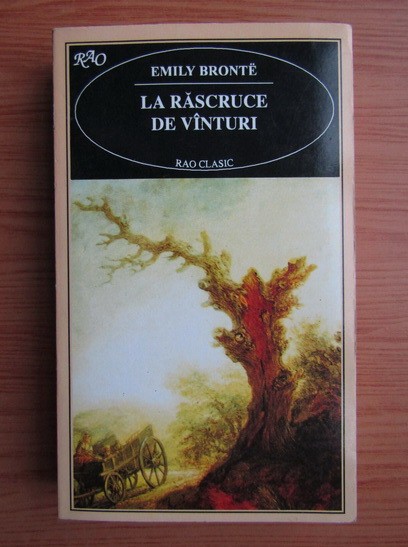 RAO
EMILY BRONTË
LA RĂSCRUCE
DE VÎNTURI
RAO CLASIC